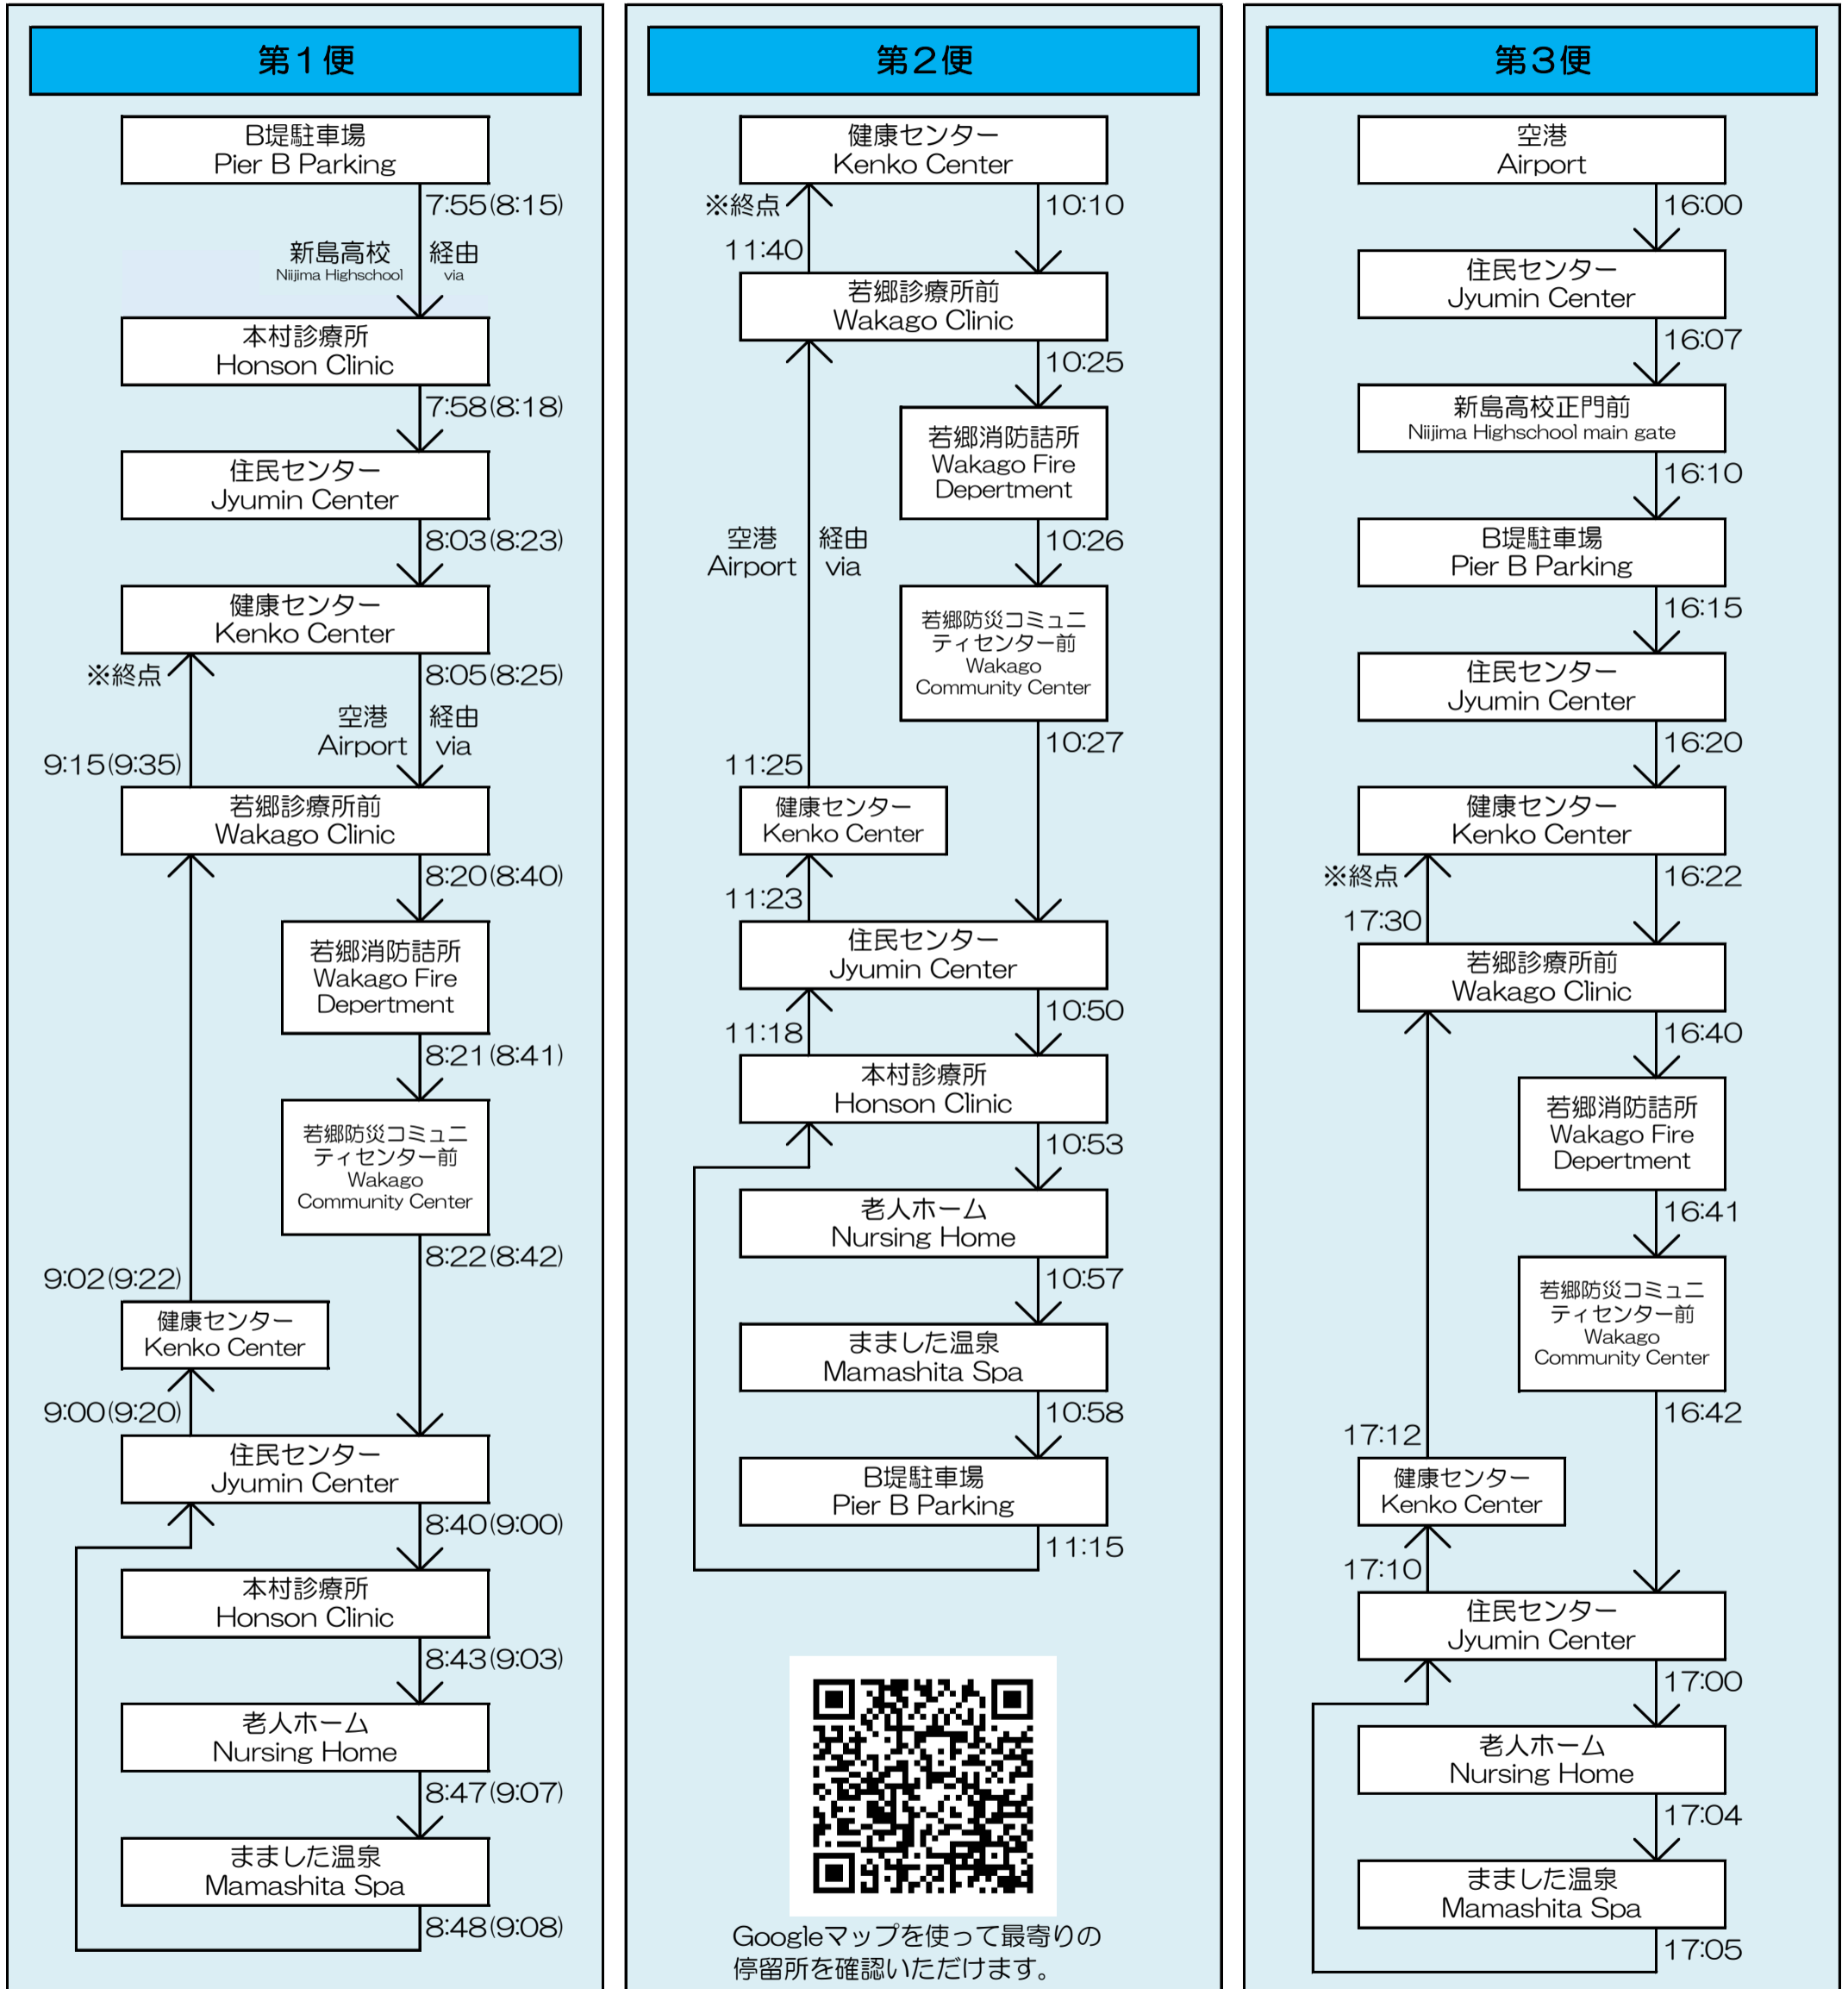 第1便
B堤駐車場
Pier B Parking
7:55(8:15)
新島高校 経由
Niijima Highschool via
本村診療所
Honson Clinic
7:58(8:18)
住民センター
Jyumin Center
8:03(8:23)
健康センター
Kenko Center
※終点
8:05(8:25)
空港 経由
Airport via
9:15(9:35)
若郷診療所前
Wakago Clinic
8:20(8:40)
若郷消防詰所
Wakago Fire
Depertment
8:21(8:41)
若郷防災コミュニ
ティセンター前
Wakago
Community Center
8:22(8:42)
9:02(9:22)
健康センター
Kenko Center
9:00(9:20)
住民センター
Jyumin Center
8:40(9:00)
本村診療所
Honson Clinic
8:43(9:03)
老人ホーム
Nursing Home
8:47(9:07)
まました温泉
Mamashita Spa
8:48(9:08)
第2便
健康センター
Kenko Center
※終点
10:10
11:40
若郷診療所前
Wakago Clinic
10:25
若郷消防詰所
Wakago Fire
Depertment
空港 経由
Airport via
10:26
若郷防災コミュニ
ティセンター前
Wakago
Community Center
10:27
11:25
健康センター
Kenko Center
11:23
住民センター
Jyumin Center
10:50
11:18
本村診療所
Honson Clinic
10:53
老人ホーム
Nursing Home
10:57
まました温泉
Mamashita Spa
10:58
B堤駐車場
Pier B Parking
11:15
Googleマップを使って最寄りの
停留所を確認いただけます。
第3便
空港
Airport
16:00
住民センター
Jyumin Center
16:07
新島高校正門前
Niijima Highschool main gate
16:10
B堤駐車場
Pier B Parking
16:15
住民センター
Jyumin Center
16:20
健康センター
Kenko Center
※終点
16:22
17:30
若郷診療所前
Wakago Clinic
16:40
若郷消防詰所
Wakago Fire
Depertment
16:41
若郷防災コミュニ
ティセンター前
Wakago
Community Center
16:42
17:12
健康センター
Kenko Center
17:10
住民センター
Jyumin Center
17:00
老人ホーム
Nursing Home
17:04
まました温泉
Mamashita Spa
17:05